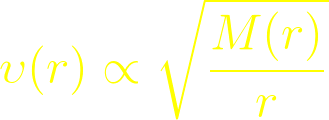 v(r) ∝ √(M(r)/r)